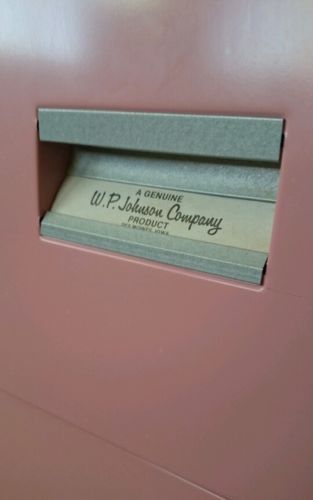 A GENUINE
W.P. Johnson Company
PRODUCT
DES MOINES, IOWA